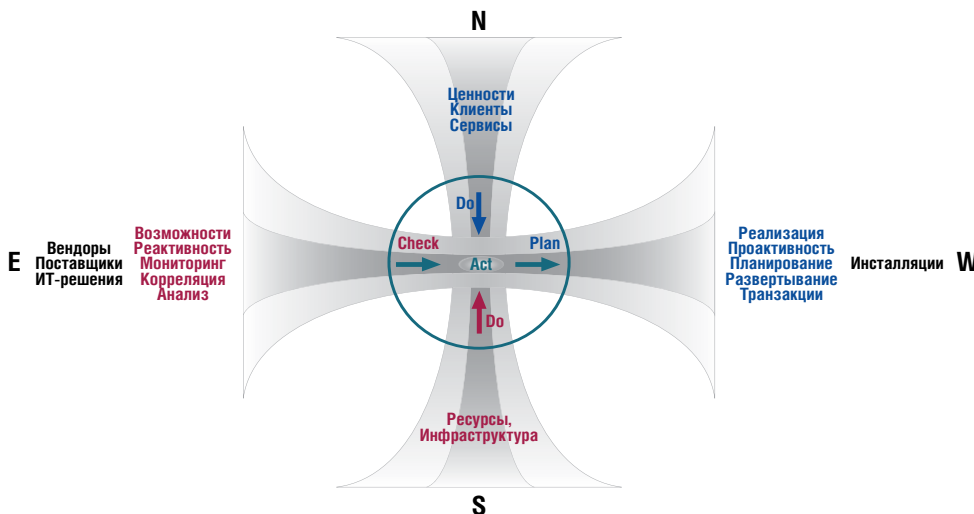 N
Ценности
Клиенты
Сервисы
Do
Check
Plan
Act
Do
E
Вендоры
Поставщики
ИТ-решения
Возможности
Реактивность
Мониторинг
Корреляция
Анализ
Реализация
Проактивность
Планирование
Развертывание
Транзакции
Инсталляции
W
Ресурсы,
Инфраструктура
S